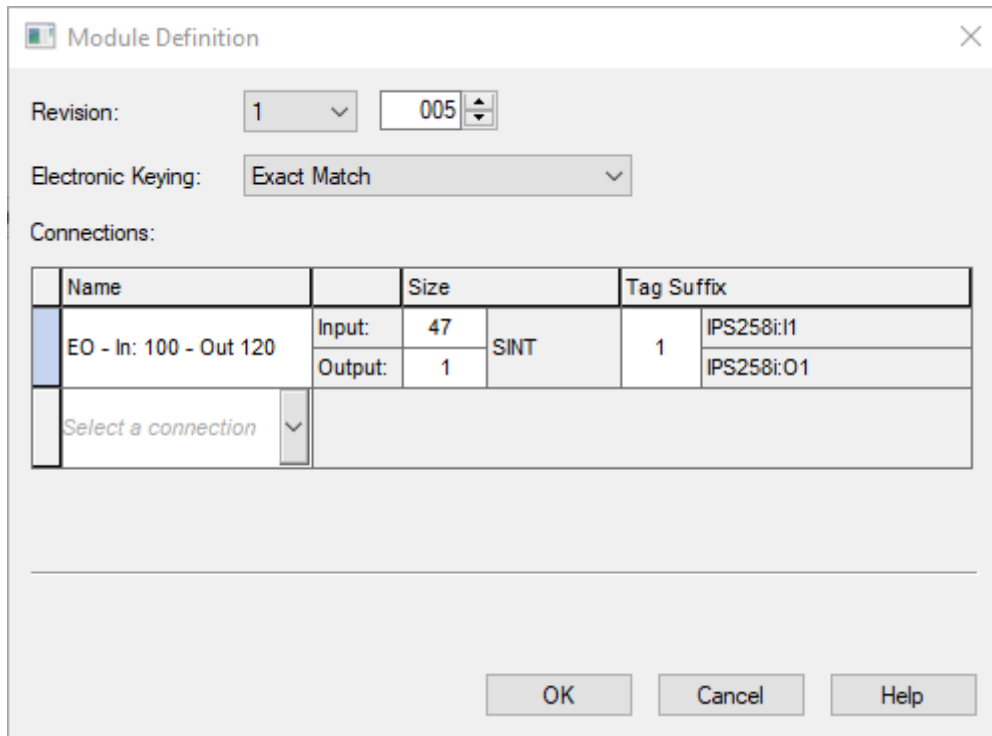 Module Definition
Revision: 1 005
Electronic Keying: Exact Match
Connections:
Name Size Tag Suffix
EO - In: 100 - Out 120 Input: 47 SINT 1 IPS258i:I1
Output: 1 IPS258i:O1
Select a connection
OK Cancel Help